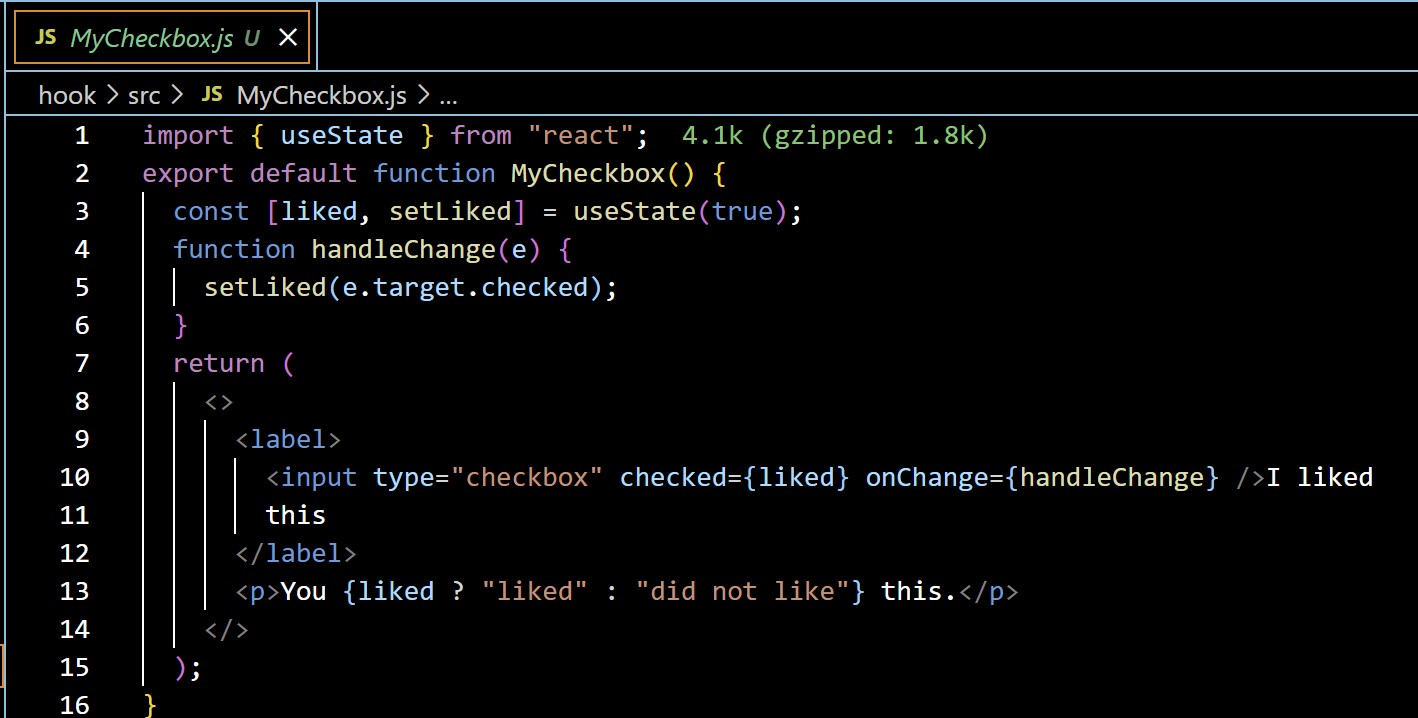 JS MyCheckbox.js U ×
hook > src > JS MyCheckbox.js > ...
1 import { useState } from "react"; 4.1k (gzipped: 1.8k)
2 export default function MyCheckbox() {
3 const [liked, setLiked] = useState(true);
4 function handleChange(e) {
5 setLiked(e.target.checked);
6 }
7 return (
8 <>
9 <label>
10 <input type="checkbox" checked={liked} onChange={handleChange} />I liked
11 this
12 </label>
13 <p>You {liked ? "liked" : "did not like"} this.</p>
14 </>
15 );
16 }